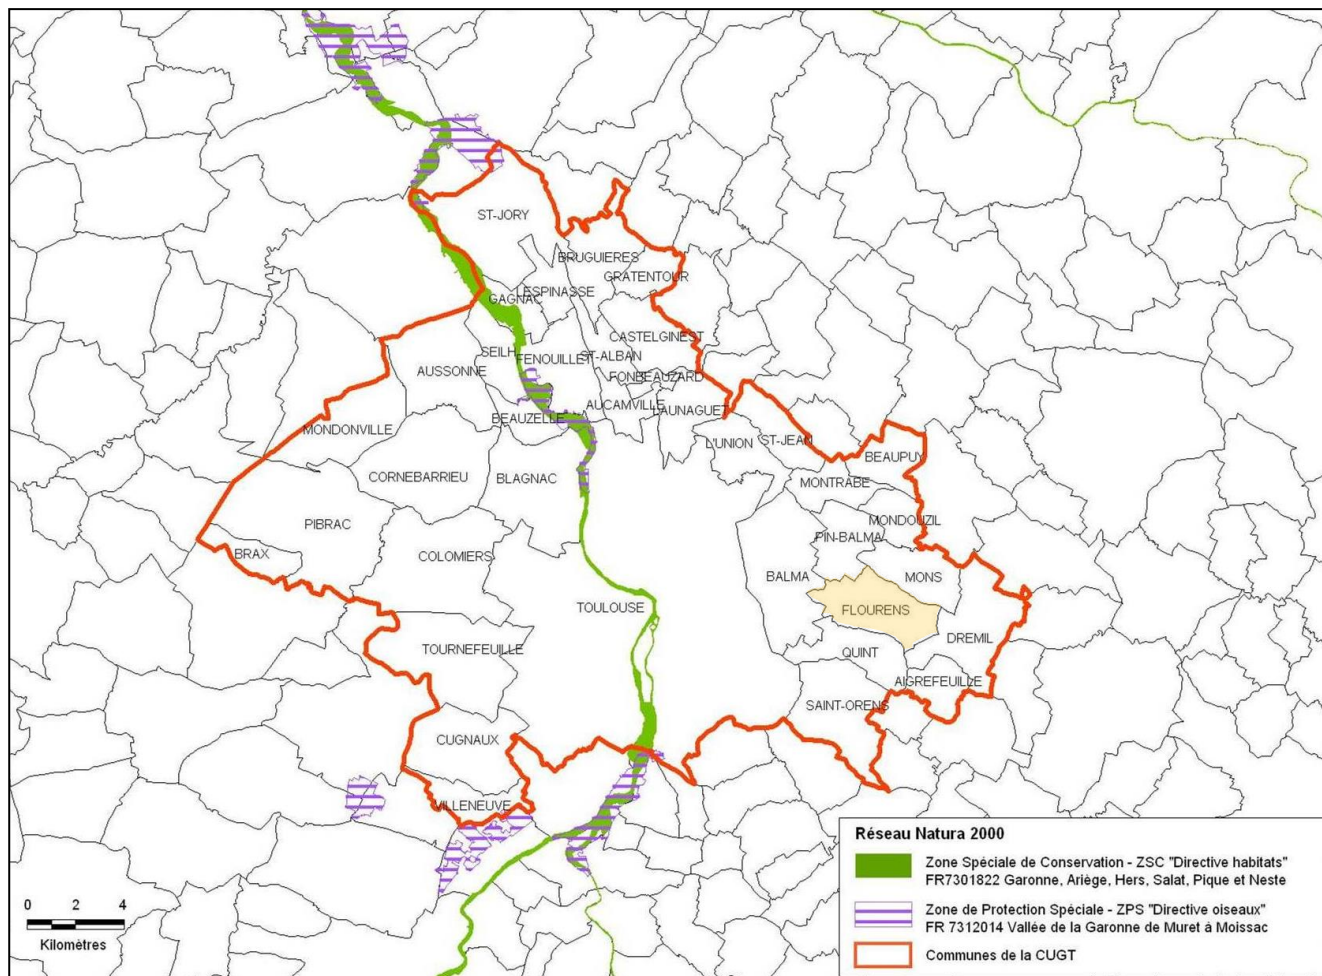 ST-JORY
BRUGUIERES
GRATENTOUR
LESPINASSE
GAGNAC
CASTELGINEST
SEILH
FENOUILLET
ST-ALBAN
AUSSONNE
FONBEAUZARD
AUCAMVILLE
LAUNAGUET
BEAUZELLE
MONDONVILLE
L'UNION
ST-JEAN
BEAUPUY
CORNEBARRIEU
BLAGNAC
MONTRABE
PIBRAC
MONDOUZIL
PIN-BALMA
BRAX
COLOMIERS
BALMA
MONS
TOULOUSE
FLOURENS
DREMIL
TOURNEFEUILLE
QUINT
AIGREFEUILLE
SAINT-ORENS
CUGNAUX
VILLENEUVE
Réseau Natura 2000
Zone Spéciale de Conservation - ZSC "Directive habitats"
FR7301822 Garonne, Ariège, Hers, Salat, Pique et Neste
Zone de Protection Spéciale - ZPS "Directive oiseaux"
FR 7312014 Vallée de la Garonne de Muret à Moissac
Communes de la CUGT
0 2 4
Kilomètres